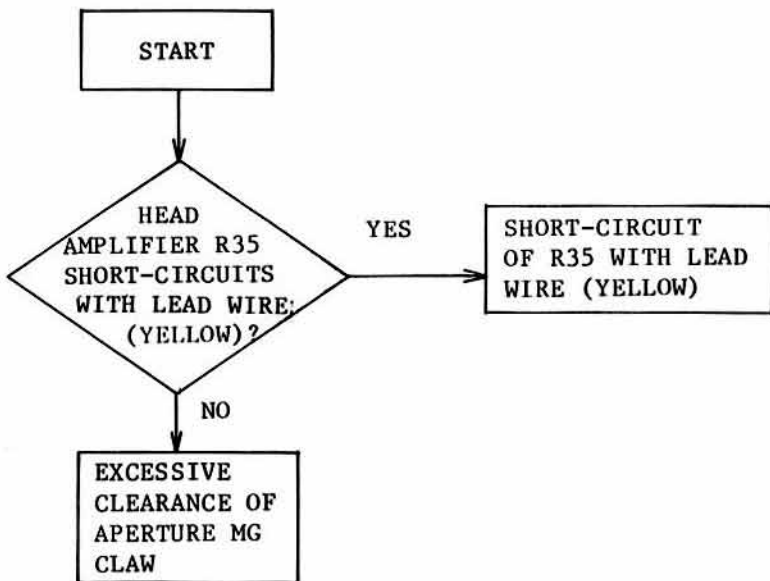 START
HEAD
AMPLIFIER R35
SHORT-CIRCUITS
WITH LEAD WIRE
(YELLOW)?
YES
SHORT-CIRCUIT
OF R35 WITH LEAD
WIRE (YELLOW)
NO
EXCESSIVE
CLEARANCE OF
APERTURE MG
CLAW